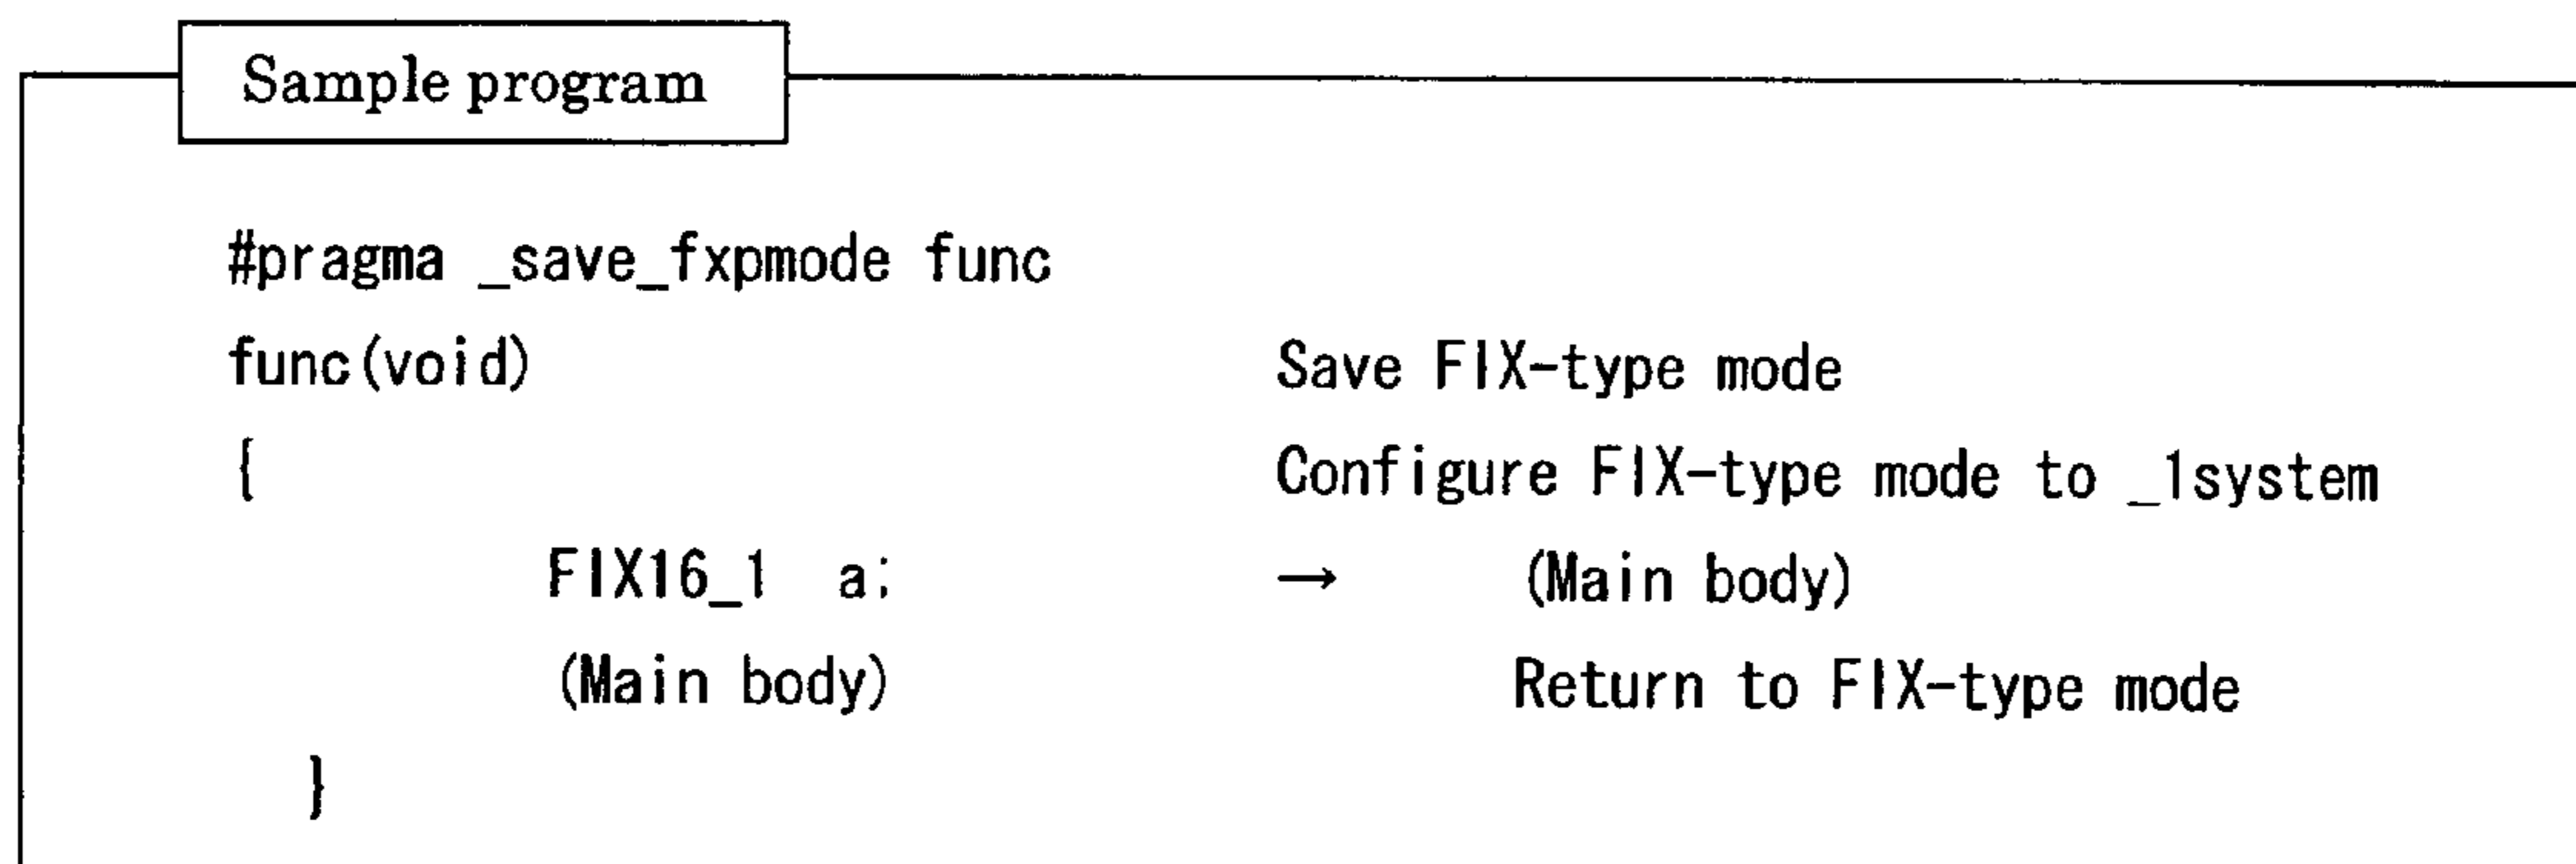 Sample program
#pragma _save_fxpmode func
func(void) Save FIX-type mode
{ Configure FIX-type mode to _1system
FIX16_1 a; → (Main body)
(Main body) Return to FIX-type mode
}